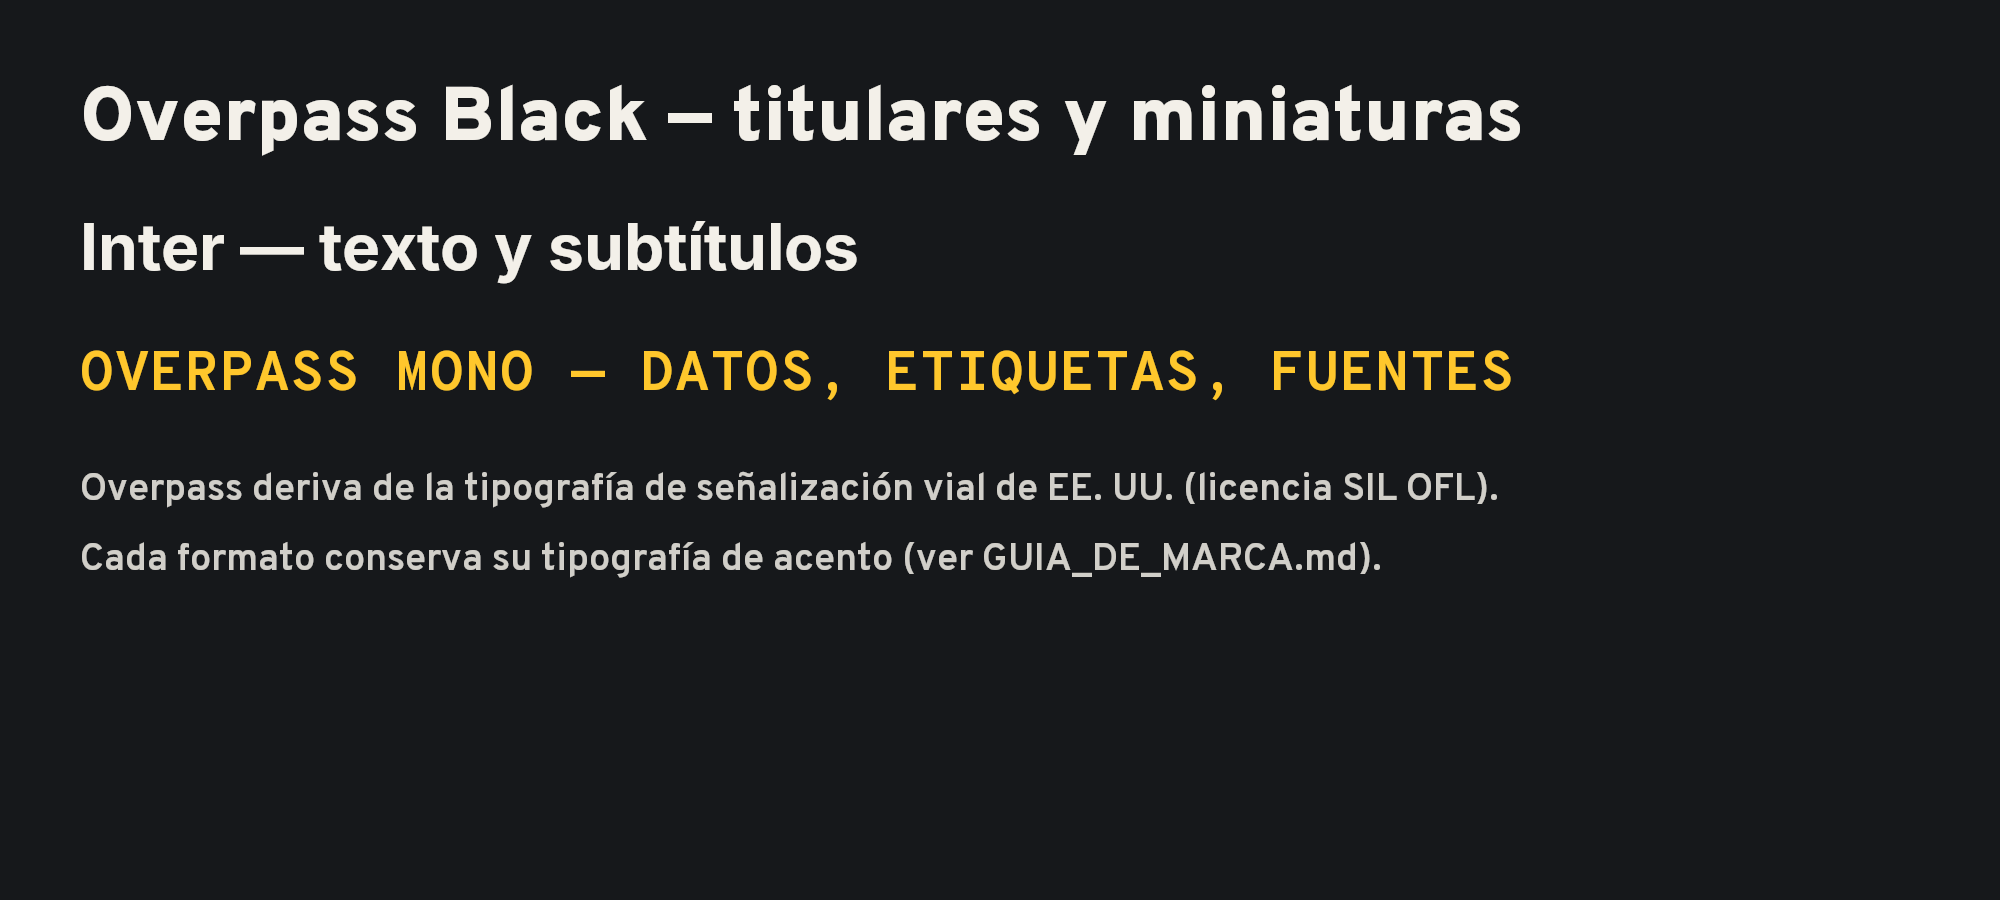 Overpass Black — titulares y miniaturas
Inter — texto y subtítulos
OVERPASS MONO — DATOS, ETIQUETAS, FUENTES
Overpass deriva de la tipografía de señalización vial de EE. UU. (licencia SIL OFL).
Cada formato conserva su tipografía de acento (ver GUIA_DE_MARCA.md).